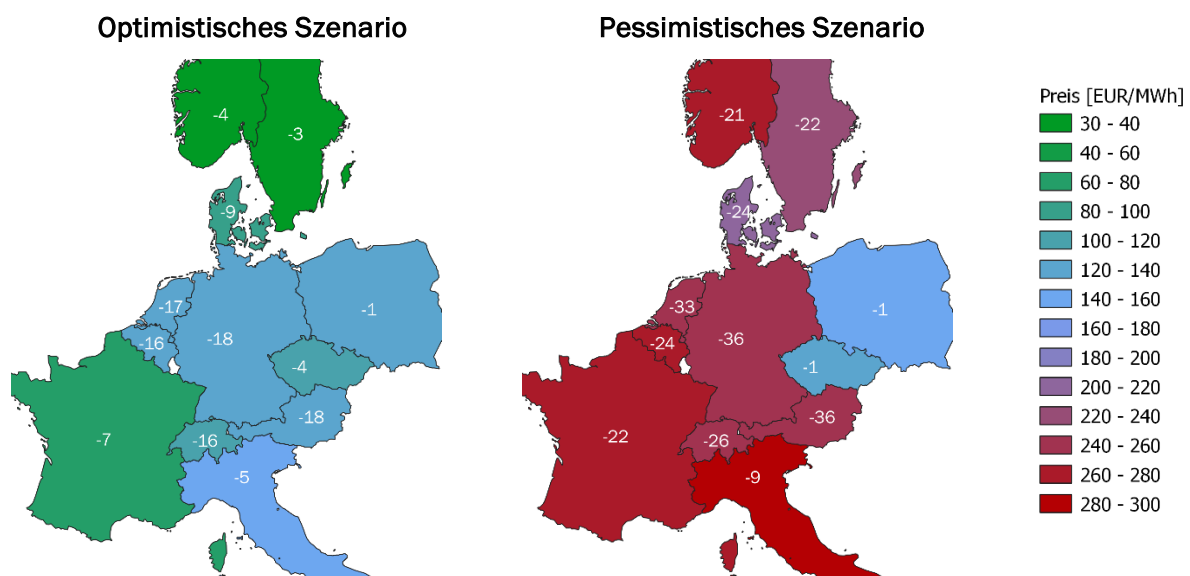 Optimistisches Szenario
Pessimistisches Szenario
-4
-3
-9
-17
-16
-18
-1
-4
-18
-16
-7
-5
-21
-22
-24
-33
-24
-36
-1
-1
-36
-26
-22
-9
Preis [EUR/MWh]
30 - 40
40 - 60
60 - 80
80 - 100
100 - 120
120 - 140
140 - 160
160 - 180
180 - 200
200 - 220
220 - 240
240 - 260
260 - 280
280 - 300